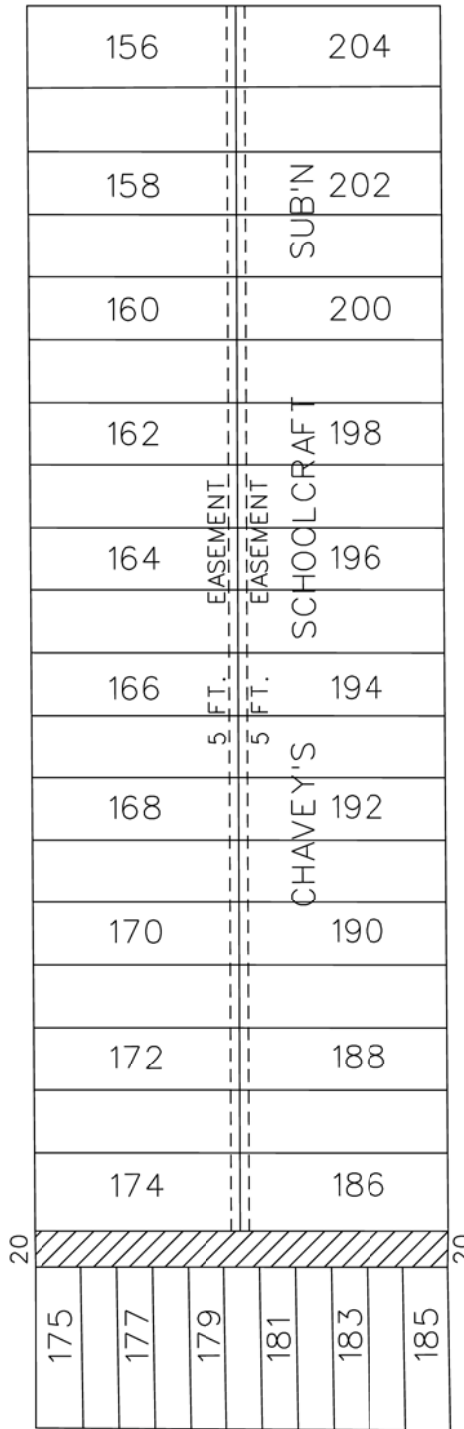 156 204
158 202
160 200
162 198
164 196
166 194
168 192
170 190
172 188
174 186
5 FT. EASEMENT
5 FT. EASEMENT
CHAVEY'S SCHOOLCRAFT SUB'N
20 20
175 177 179 181 183 185